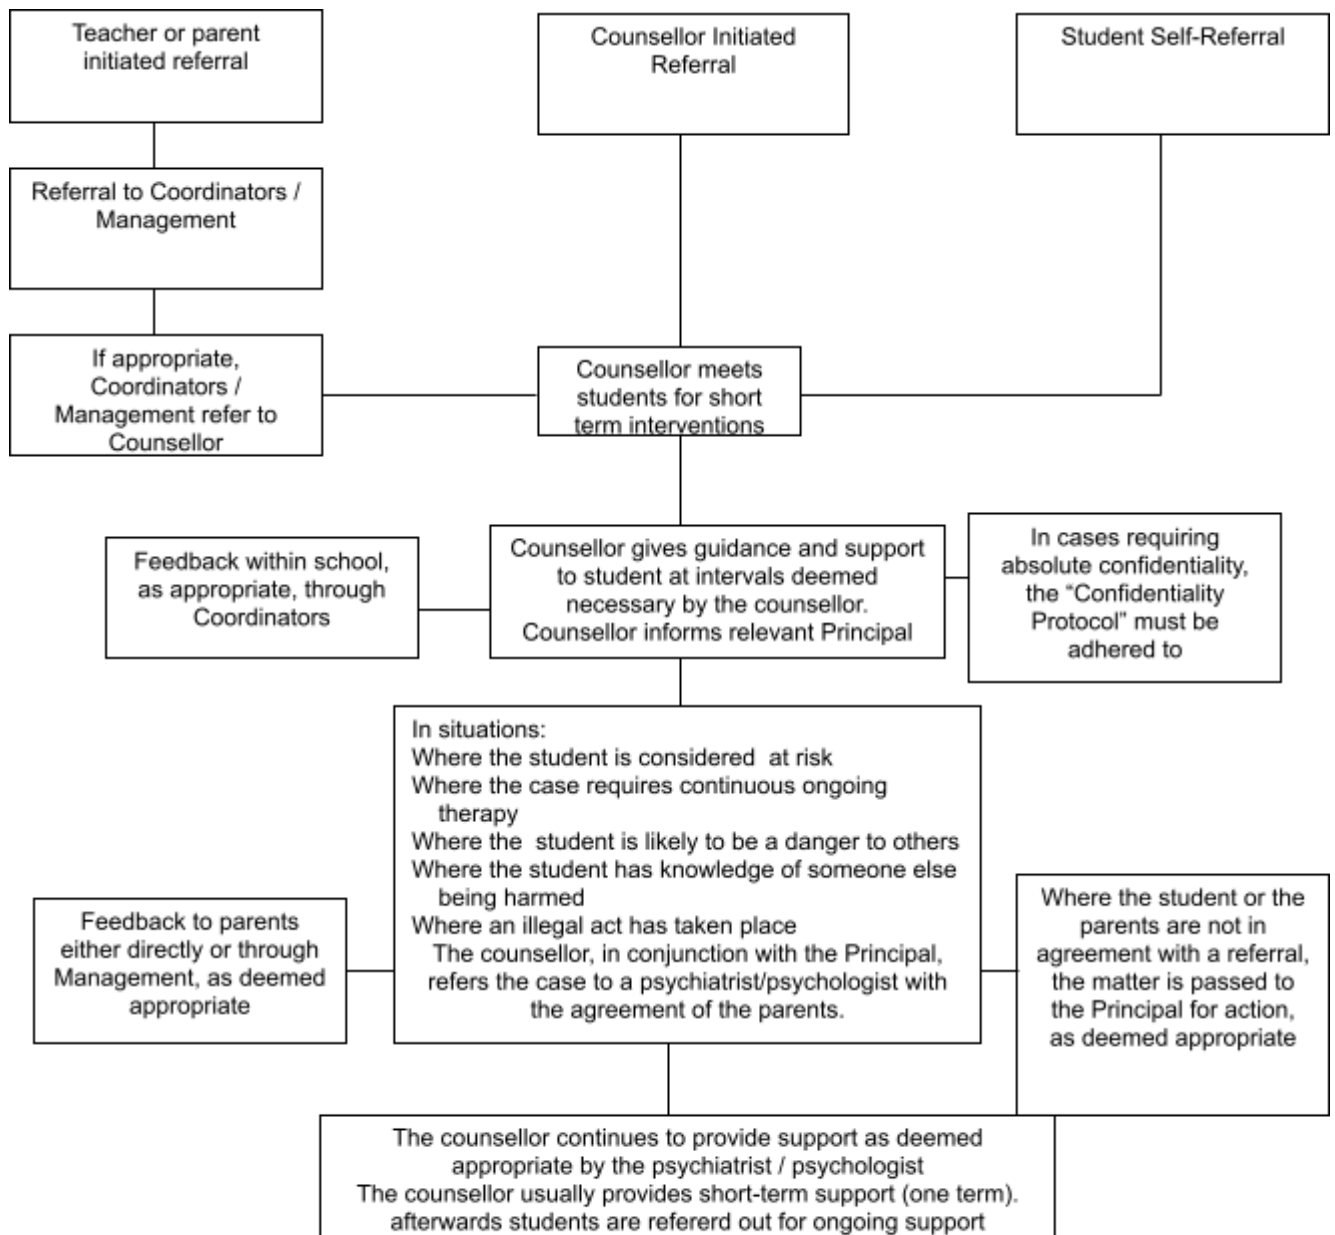 Teacher or parent
initiated referral
Counsellor Initiated
Referral
Student Self-Referral
Referral to Coordinators /
Management
If appropriate,
Coordinators /
Management refer to
Counsellor
Counsellor meets
students for short
term interventions
Feedback within school,
as appropriate, through
Coordinators
Counsellor gives guidance and support
to student at intervals deemed
necessary by the counsellor.
Counsellor informs relevant Principal
In cases requiring
absolute confidentiality,
the “Confidentiality
Protocol” must be
adhered to
In situations:
Where the student is considered  at risk
Where the case requires continuous ongoing
therapy
Where the  student is likely to be a danger to others
Where the student has knowledge of someone else
being harmed
Where an illegal act has taken place
The counsellor, in conjunction with the Principal,
refers the case to a psychiatrist/psychologist with
the agreement of the parents.
Feedback to parents
either directly or through
Management, as deemed
appropriate
Where the student or the
parents are not in
agreement with a referral,
the matter is passed to
the Principal for action,
as deemed appropriate
The counsellor continues to provide support as deemed
appropriate by the psychiatrist / psychologist
The counsellor usually provides short-term support (one term).
afterwards students are refererd out for ongoing support